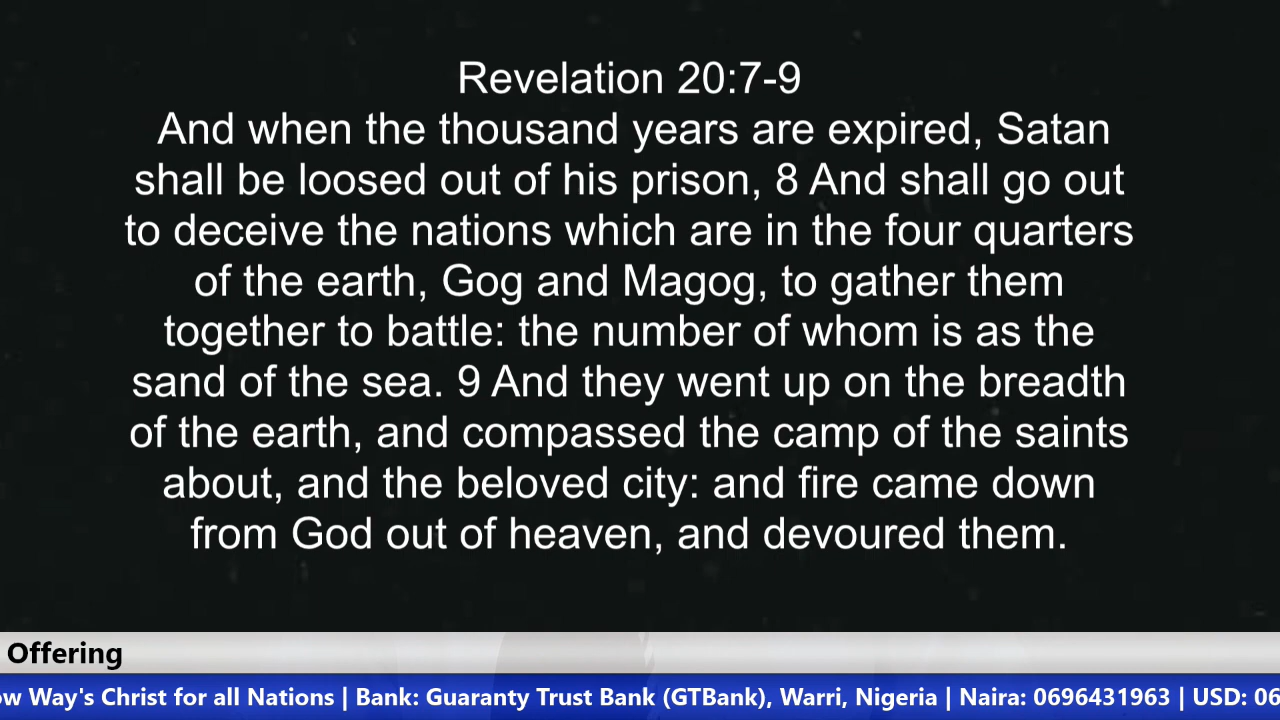 Revelation 20:7-9
And when the thousand years are expired, Satan
shall be loosed out of his prison, 8 And shall go out
to deceive the nations which are in the four quarters
of the earth, Gog and Magog, to gather them
together to battle: the number of whom is as the
sand of the sea. 9 And they went up on the breadth
of the earth, and compassed the camp of the saints
about, and the beloved city: and fire came down
from God out of heaven, and devoured them.
Offering
ow Way's Christ for all Nations | Bank: Guaranty Trust Bank (GTBank), Warri, Nigeria | Naira: 0696431963 | USD: 06